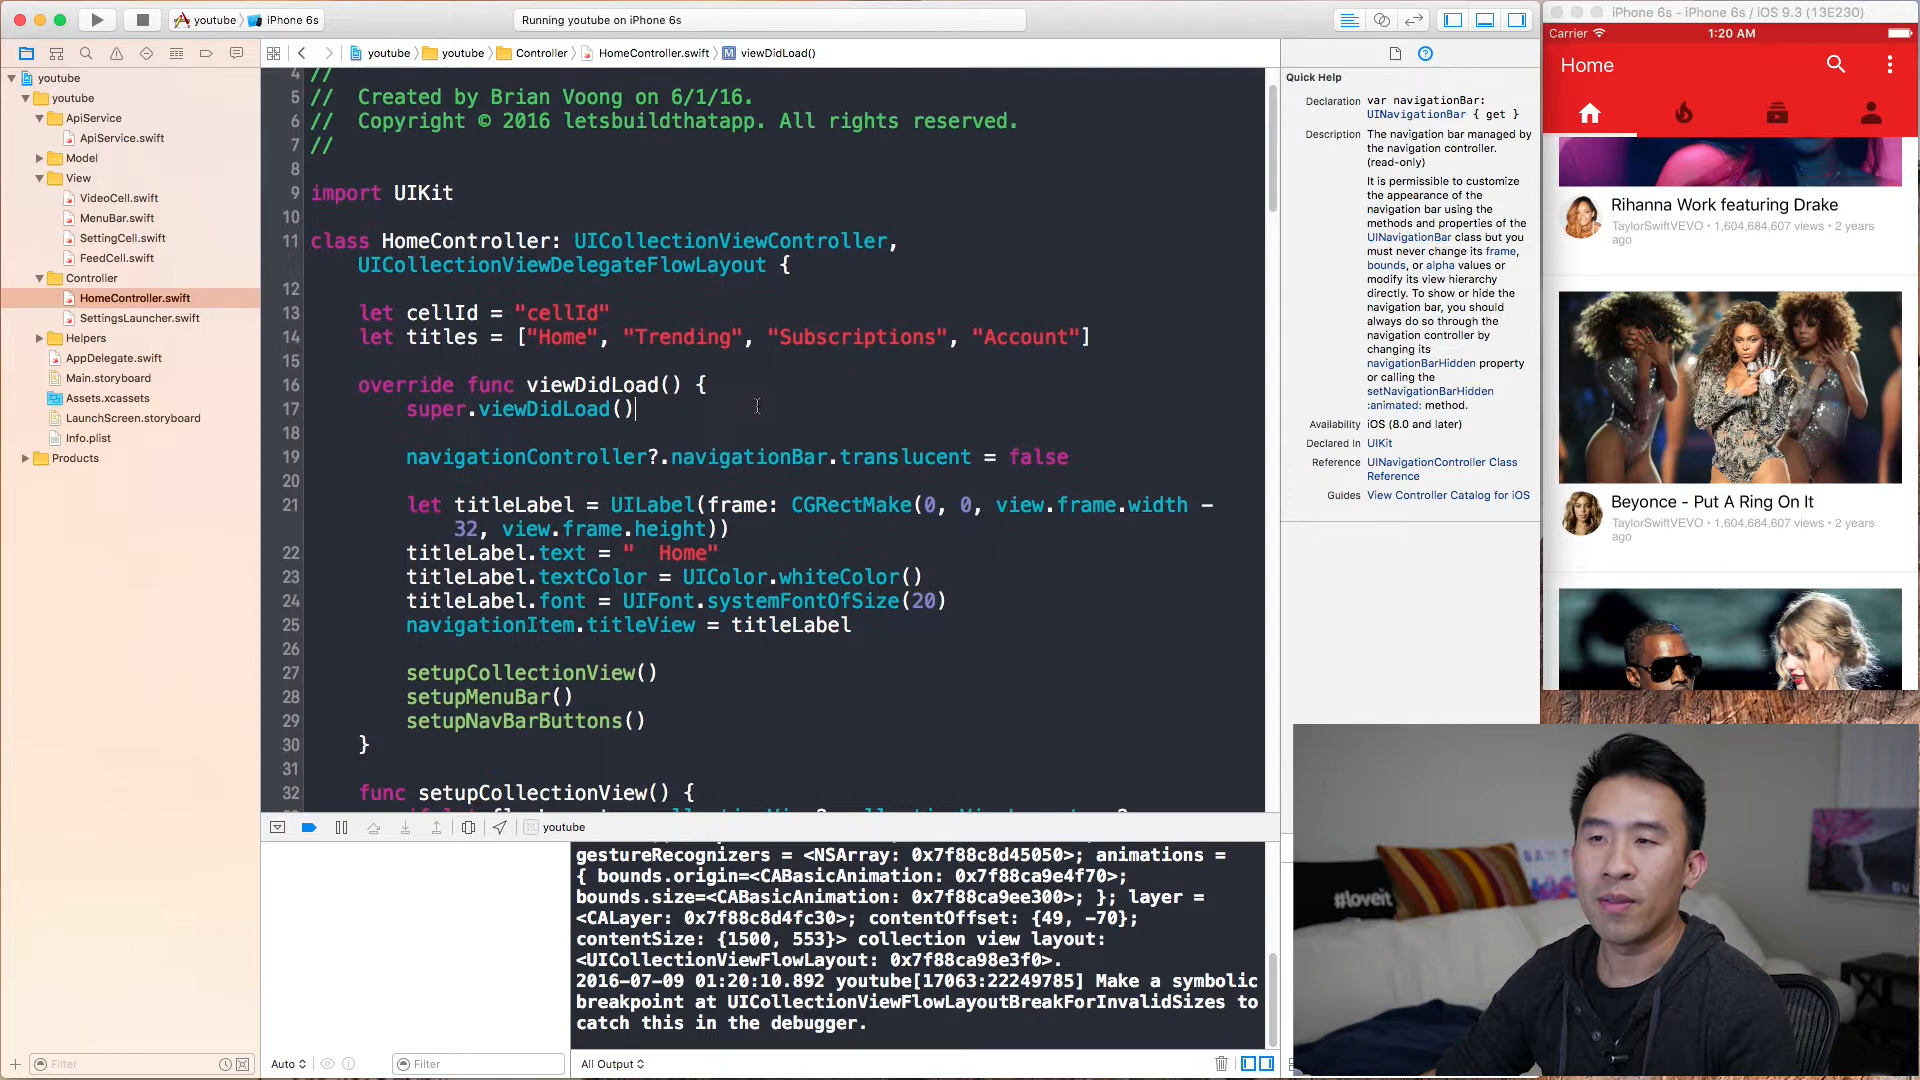 youtube
iPhone 6s
Running youtube on iPhone 6s
iPhone 6s - iPhone 6s / iOS 9.3 (13E230)
youtube
youtube
Controller
HomeController.swift
M
viewDidLoad()
youtube
youtube
ApiService
ApiService.swift
Model
View
VideoCell.swift
MenuBar.swift
SettingCell.swift
FeedCell.swift
Controller
HomeController.swift
SettingsLauncher.swift
Helpers
AppDelegate.swift
Main.storyboard
Assets.xcassets
LaunchScreen.storyboard
Info.plist
Products
Filter
4 //
5 //  Created by Brian Voong on 6/1/16.
6 //  Copyright © 2016 letsbuildthatapp. All rights reserved.
7 //
8
9 import UIKit
10
11 class HomeController: UICollectionViewController,
UICollectionViewDelegateFlowLayout {
12
13 let cellId = "cellId"
14 let titles = ["Home", "Trending", "Subscriptions", "Account"]
15
16 override func viewDidLoad() {
17 super.viewDidLoad()
18
19 navigationController?.navigationBar.translucent = false
20
21 let titleLabel = UILabel(frame: CGRectMake(0, 0, view.frame.width -
32, view.frame.height))
22 titleLabel.text = "  Home"
23 titleLabel.textColor = UIColor.whiteColor()
24 titleLabel.font = UIFont.systemFontOfSize(20)
25 navigationItem.titleView = titleLabel
26
27 setupCollectionView()
28 setupMenuBar()
29 setupNavBarButtons()
30 }
31
32 func setupCollectionView() {
youtube
gestureRecognizers = <NSArray: 0x7f88c8d45050>; animations =
{ bounds.origin=<CABasicAnimation: 0x7f88ca9e4f70>;
bounds.size=<CABasicAnimation: 0x7f88ca9ee300>; }; layer =
<CALayer: 0x7f88c8d4fc30>; contentOffset: {49, -70};
contentSize: {1500, 553}> collection view layout:
<UICollectionViewFlowLayout: 0x7f88ca98e3f0>.
2016-07-09 01:20:10.892 youtube[17063:22249785] Make a symbolic
breakpoint at UICollectionViewFlowLayoutBreakForInvalidSizes to
catch this in the debugger.
Auto
Filter
All Output
Quick Help
Declaration var navigationBar:
UINavigationBar { get }
Description The navigation bar managed by
the navigation controller.
(read-only)
It is permissible to customize
the appearance of the
navigation bar using the
methods and properties of the
UINavigationBar class but you
must never change its frame,
bounds, or alpha values or
modify its view hierarchy
directly. To show or hide the
navigation bar, you should
always do so through the
navigation controller by
changing its
navigationBarHidden property
or calling the
setNavigationBarHidden
:animated: method.
Availability iOS (8.0 and later)
Declared In UIKit
Reference UINavigationController Class
Reference
Guides View Controller Catalog for iOS
Carrier
1:20 AM
Home
Rihanna Work featuring Drake
TaylorSwiftVEVO • 1,604,684,607 views • 2 years
ago
Beyonce - Put A Ring On It
TaylorSwiftVEVO • 1,604,684,607 views • 2 years
ago
#loveit